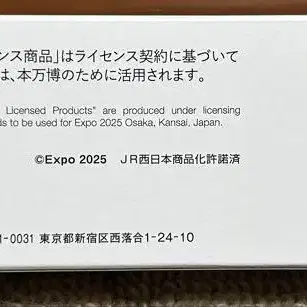 ンス商品」はライセンス契約に基づいて
は、本万博のために活用されます。
Licensed Products" are produced under licensing
to be used for Expo 2025 Osaka, Kansai, Japan.
©Expo 2025 JR西日本商品化許諾済
1-0031 東京都新宿区西落合1-24-10